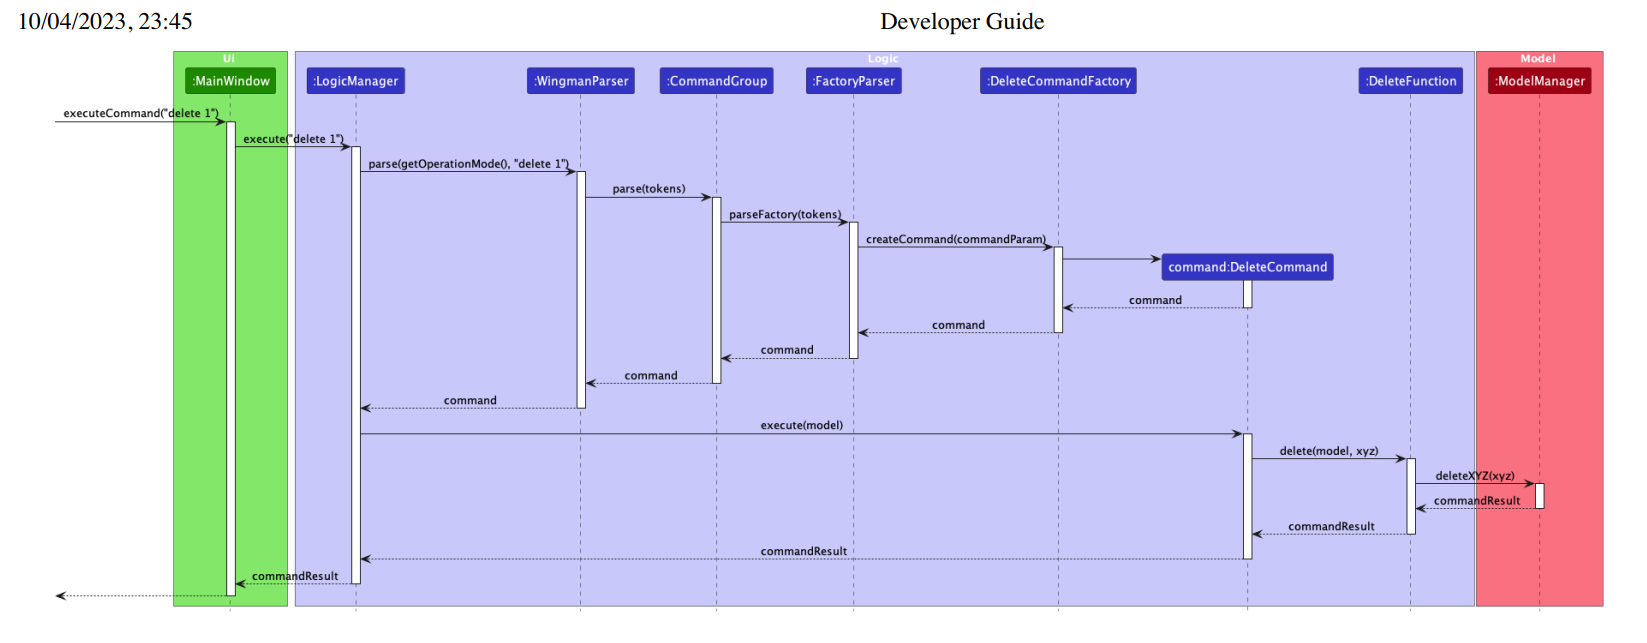 10/04/2023, 23:45
Developer Guide
Ui
Logic
Model
:MainWindow
:LogicManager
:WingmanParser
:CommandGroup
:FactoryParser
:DeleteCommandFactory
:DeleteFunction
:ModelManager
executeCommand("delete 1")
execute("delete 1")
parse(getOperationMode(), "delete 1")
parse(tokens)
parseFactory(tokens)
createCommand(commandParam)
command:DeleteCommand
command
command
command
command
command
execute(model)
delete(model, xyz)
deleteXYZ(xyz)
commandResult
commandResult
commandResult
commandResult